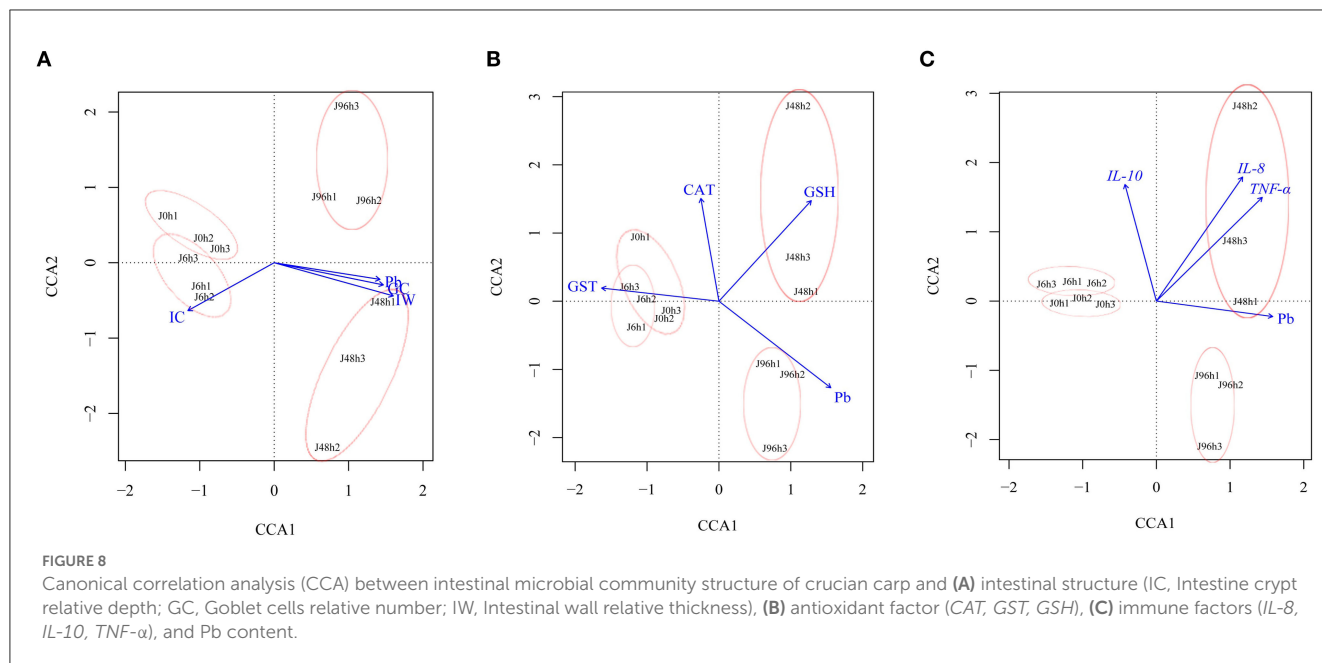 A
B
C
2
1
0
−1
−2
CCA2
J96h3
J96h1
J96h2
J0h1
J0h2
J0h3
J6h3
J6h1
J6h2
IC
Pb
GC
IW
J48h1
J48h3
J48h2
−2
−1
0
1
2
CCA1
3
2
1
0
−1
−2
CCA2
J48h2
CAT
GSH
J0h1
J48h3
GST
J6h3
J6h2
J48h1
J0h3
J0h2
J6h1
J96h1
J96h2
Pb
J96h3
−2
−1
0
1
2
CCA1
3
2
1
0
−1
−2
CCA2
J48h2
IL-10
IL-8
TNF-α
J48h3
J6h3
J6h1
J6h2
J0h1
J0h2
J0h3
J48h1
Pb
J96h1
J96h2
J96h3
−2
−1
0
1
2
CCA1
FIGURE 8
Canonical correlation analysis (CCA) between intestinal microbial community structure of crucian carp and (A) intestinal structure (IC, Intestine crypt
relative depth; GC, Goblet cells relative number; IW, Intestinal wall relative thickness), (B) antioxidant factor (CAT, GST, GSH), (C) immune factors (IL-8,
IL-10, TNF-α), and Pb content.